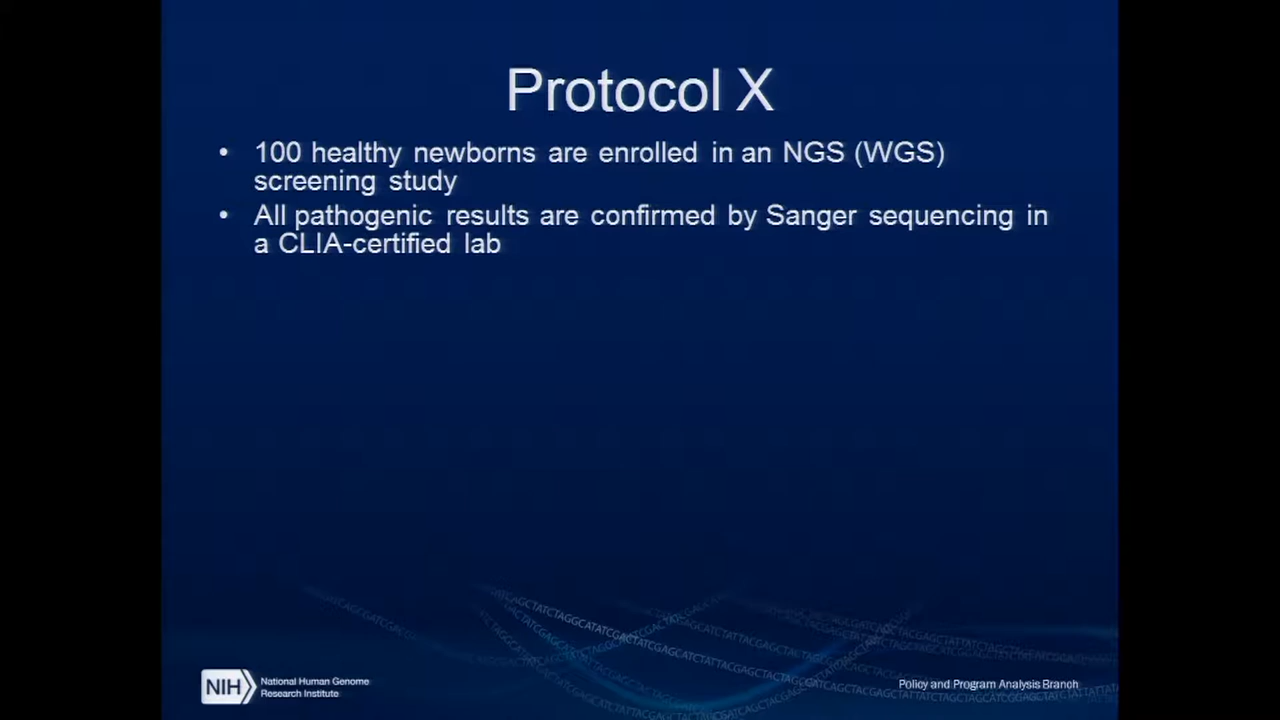 Protocol X
• 100 healthy newborns are enrolled in an NGS (WGS)
screening study
• All pathogenic results are confirmed by Sanger sequencing in
a CLIA-certified lab
NIH
National Human Genome
Research Institute
Policy and Program Analysis Branch